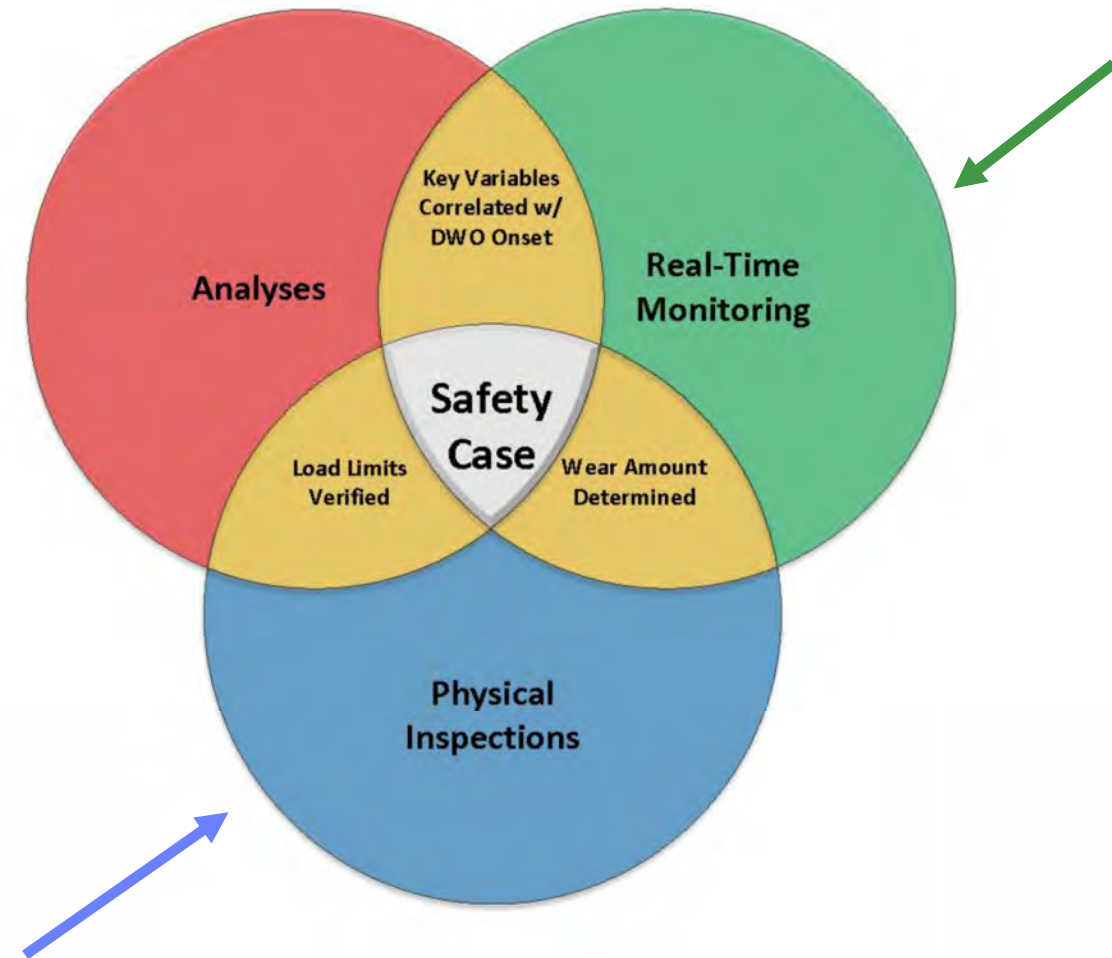 Key Variables
Correlated w/
DWO Onset
Analyses
Real-Time
Monitoring
Safety
Case
Load Limits
Verified
Wear Amount
Determined
Physical
Inspections